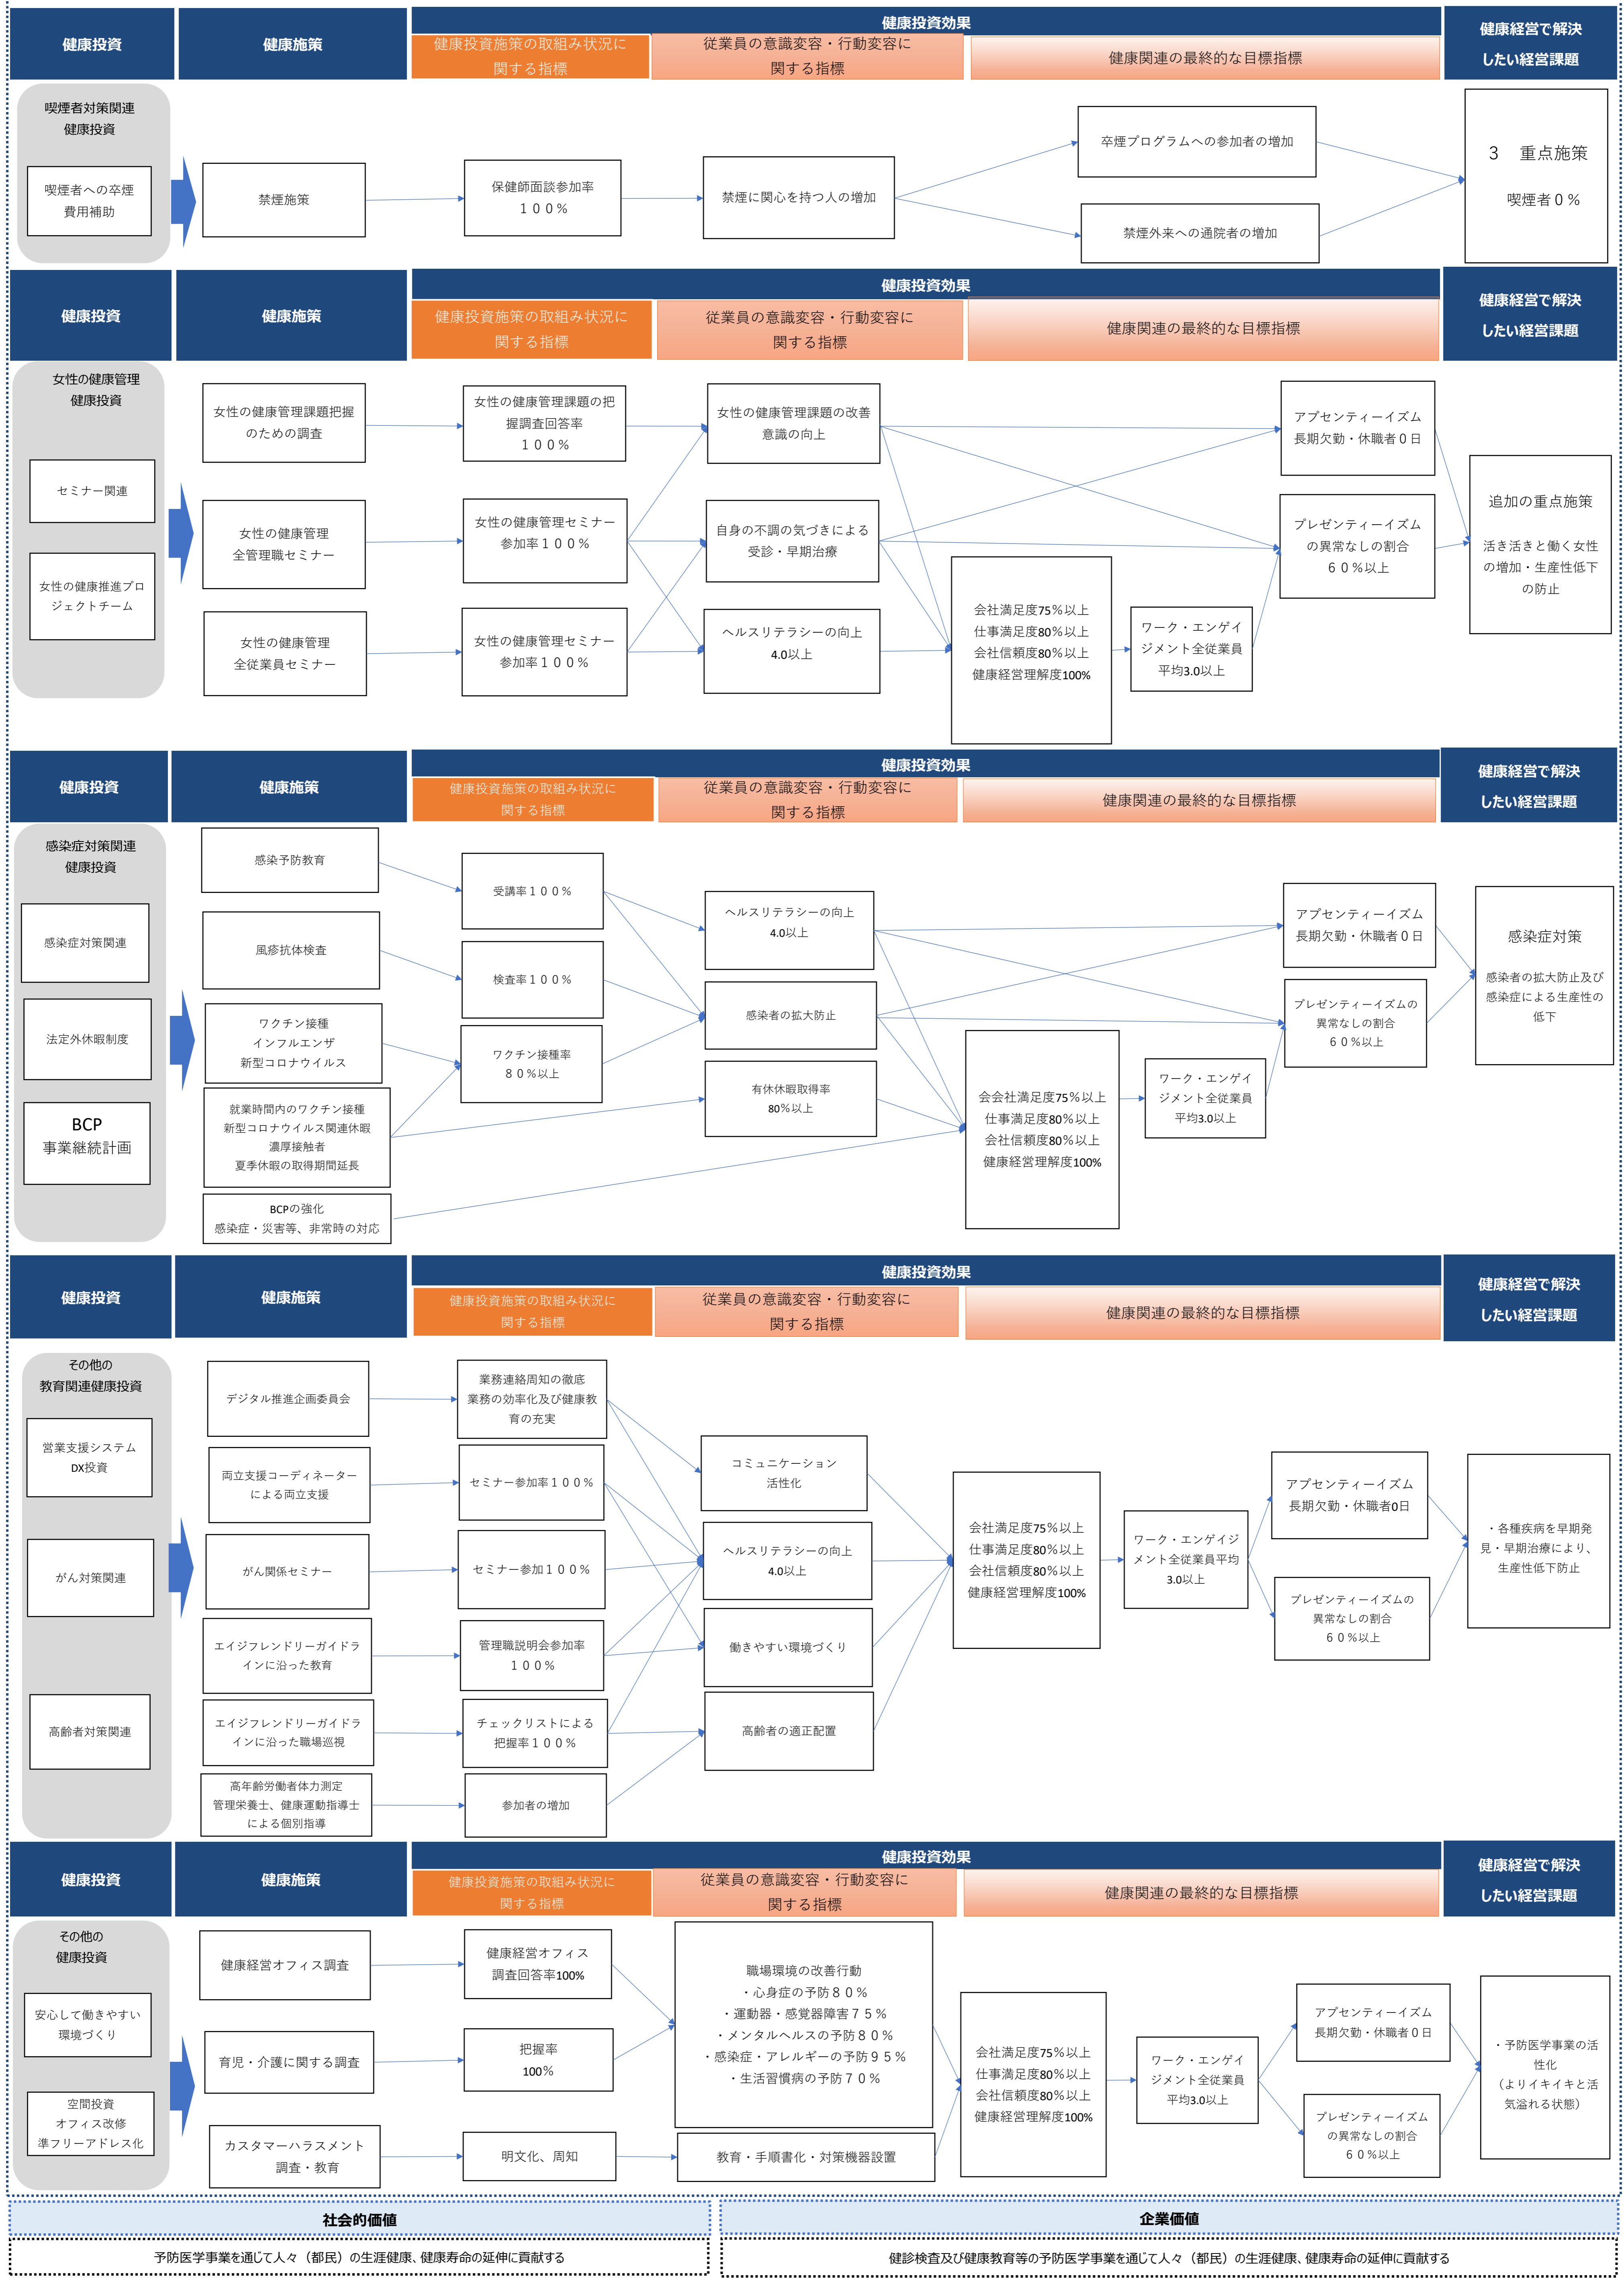 健康投資
健康施策
健康投資効果
健康投資施策の取組み状況に
関する指標
従業員の意識変容・行動変容に
関する指標
健康関連の最終的な目標指標
健康経営で解決
したい経営課題
喫煙者対策関連
健康投資
喫煙者への卒煙
費用補助
禁煙施策
保健師面談参加率
１００％
禁煙に関心を持つ人の増加
卒煙プログラムへの参加者の増加
禁煙外来への通院者の増加
３　重点施策
喫煙者０％
健康投資
健康施策
健康投資効果
健康投資施策の取組み状況に
関する指標
従業員の意識変容・行動変容に
関する指標
健康関連の最終的な目標指標
健康経営で解決
したい経営課題
女性の健康管理
健康投資
セミナー関連
女性の健康推進プロ
ジェクトチーム
女性の健康管理課題把握
のための調査
女性の健康管理
全管理職セミナー
女性の健康管理
全従業員セミナー
女性の健康管理課題の把
握調査回答率
１００％
女性の健康管理セミナー
参加率１００％
女性の健康管理セミナー
参加率１００％
女性の健康管理課題の改善
意識の向上
自身の不調の気づきによる
受診・早期治療
ヘルスリテラシーの向上
4.0以上
会社満足度75％以上
仕事満足度80％以上
会社信頼度80％以上
健康経営理解度100%
ワーク・エンゲイ
ジメント全従業員
平均3.0以上
アブセンティーイズム
長期欠勤・休職者０日
プレゼンティーイズム
の異常なしの割合
６０％以上
追加の重点施策
活き活きと働く女性
の増加・生産性低下
の防止
健康投資
健康施策
健康投資効果
健康投資施策の取組み状況に
関する指標
従業員の意識変容・行動変容に
関する指標
健康関連の最終的な目標指標
健康経営で解決
したい経営課題
感染症対策関連
健康投資
感染症対策関連
法定外休暇制度
BCP
事業継続計画
感染予防教育
風疹抗体検査
ワクチン接種
インフルエンザ
新型コロナウイルス
就業時間内のワクチン接種
新型コロナウイルス関連休暇
濃厚接触者
夏季休暇の取得期間延長
BCPの強化
感染症・災害等、非常時の対応
受講率１００％
検査率１００％
ワクチン接種率
８０％以上
ヘルスリテラシーの向上
4.0以上
感染者の拡大防止
有休休暇取得率
80％以上
会会社満足度75％以上
仕事満足度80％以上
会社信頼度80％以上
健康経営理解度100%
ワーク・エンゲイ
ジメント全従業員
平均3.0以上
アブセンティーイズム
長期欠勤・休職者０日
プレゼンティーイズムの
異常なしの割合
６０％以上
感染症対策
感染者の拡大防止及び
感染症による生産性の
低下
健康投資
健康施策
健康投資効果
健康投資施策の取組み状況に
関する指標
従業員の意識変容・行動変容に
関する指標
健康関連の最終的な目標指標
健康経営で解決
したい経営課題
その他の
教育関連健康投資
営業支援システム
DX投資
がん対策関連
高齢者対策関連
デジタル推進企画委員会
両立支援コーディネーター
による両立支援
がん関係セミナー
エイジフレンドリーガイドラ
インに沿った教育
エイジフレンドリーガイドラ
インに沿った職場巡視
高年齢労働者体力測定
管理栄養士、健康運動指導士
による個別指導
業務連絡周知の徹底
業務の効率化及び健康教
育の充実
セミナー参加率１００％
セミナー参加１００％
管理職説明会参加率
１００％
チェックリストによる
把握率１００％
参加者の増加
コミュニケーション
活性化
ヘルスリテラシーの向上
4.0以上
働きやすい環境づくり
高齢者の適正配置
会社満足度75％以上
仕事満足度80％以上
会社信頼度80％以上
健康経営理解度100%
ワーク・エンゲイジ
メント全従業員平均
3.0以上
アブセンティーイズム
長期欠勤・休職者0日
プレゼンティーイズムの
異常なしの割合
６０％以上
・各種疾病を早期発
見・早期治療により、
生産性低下防止
健康投資
健康施策
健康投資効果
健康投資施策の取組み状況に
関する指標
従業員の意識変容・行動変容に
関する指標
健康関連の最終的な目標指標
健康経営で解決
したい経営課題
その他の
健康投資
安心して働きやすい
環境づくり
空間投資
オフィス改修
準フリーアドレス化
健康経営オフィス調査
育児・介護に関する調査
カスタマーハラスメント
調査・教育
健康経営オフィス
調査回答率100%
把握率
100％
明文化、周知
職場環境の改善行動
・心身症の予防８０％
・運動器・感覚器障害７５％
・メンタルヘルスの予防８０％
・感染症・アレルギーの予防９５％
・生活習慣病の予防７０％
教育・手順書化・対策機器設置
会社満足度75％以上
仕事満足度80％以上
会社信頼度80％以上
健康経営理解度100%
ワーク・エンゲイ
ジメント全従業員
平均3.0以上
アブセンティーイズム
長期欠勤・休職者０日
プレゼンティーイズム
の異常なしの割合
６０％以上
・予防医学事業の活
性化
（よりイキイキと活
気溢れる状態）
社会的価値
企業価値
予防医学事業を通じて人々（都民）の生涯健康、健康寿命の延伸に貢献する
健診検査及び健康教育等の予防医学事業を通じて人々（都民）の生涯健康、健康寿命の延伸に貢献する